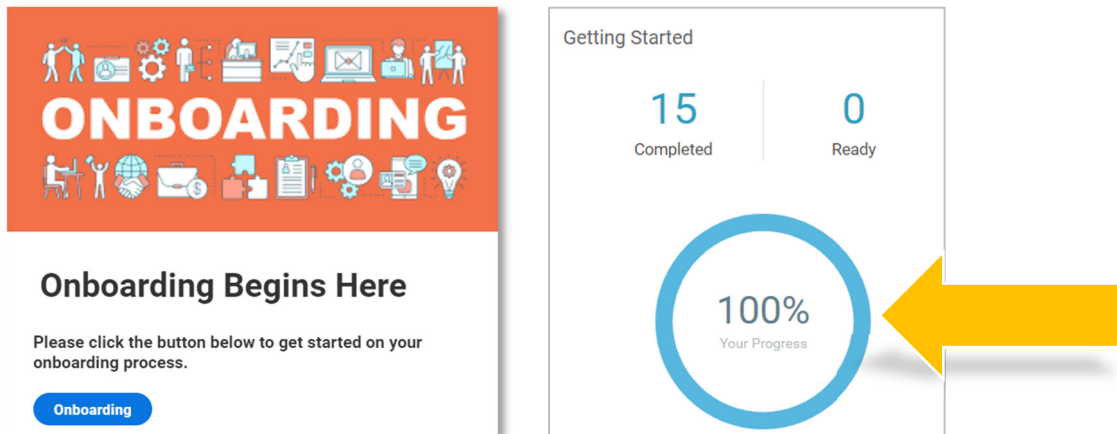 ONBOARDING
Onboarding Begins Here
Please click the button below to get started on your
onboarding process.
Onboarding
Getting Started
15
Completed
0
Ready
100%
Your Progress